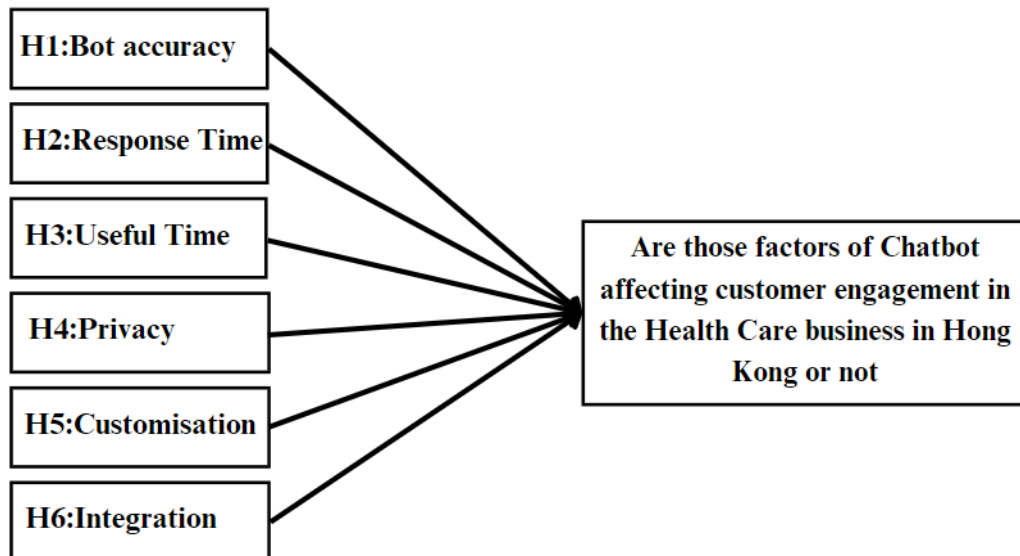 H1:Bot accuracy
H2:Response Time
H3:Useful Time
H4:Privacy
H5:Customisation
H6:Integration
Are those factors of Chatbot
affecting customer engagement in
the Health Care business in Hong
Kong or not